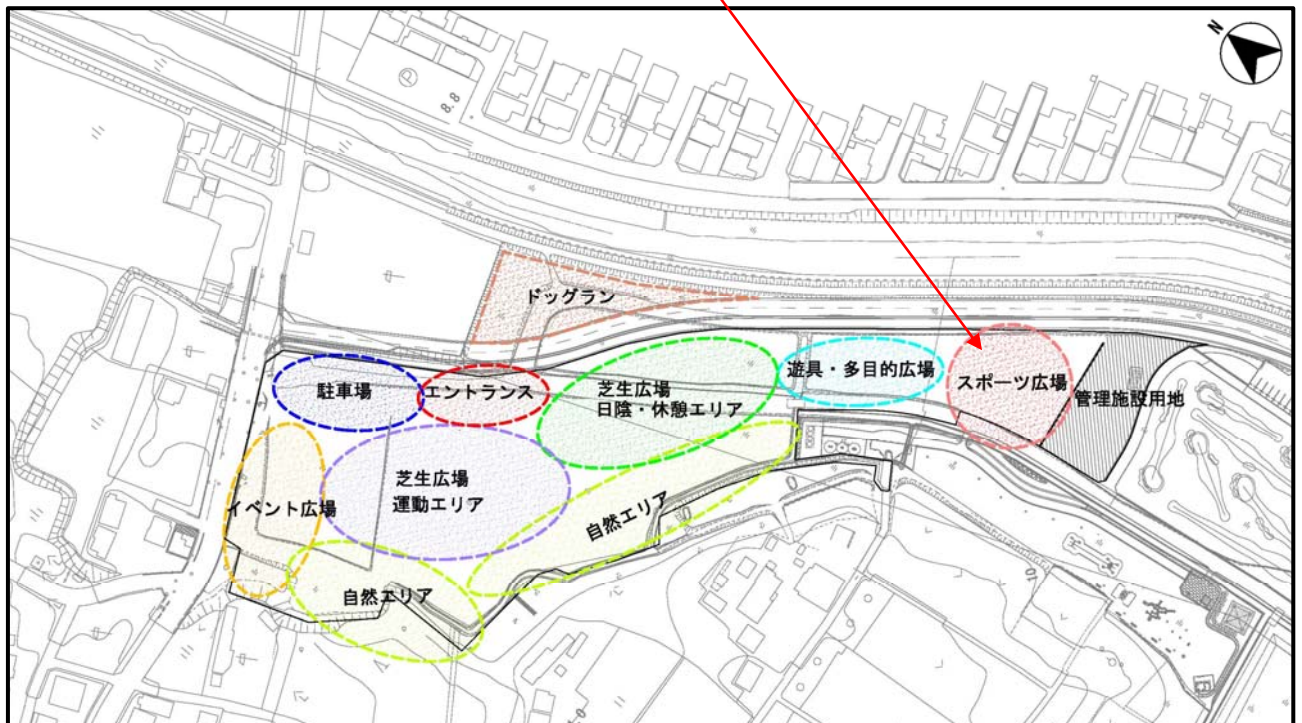 N
P
8.8
ドッグラン
駐車場
エントランス
芝生広場
日陰・休憩エリア
遊具・多目的広場
スポーツ広場
管理施設用地
イベント広場
芝生広場
運動エリア
自然エリア
自然エリア